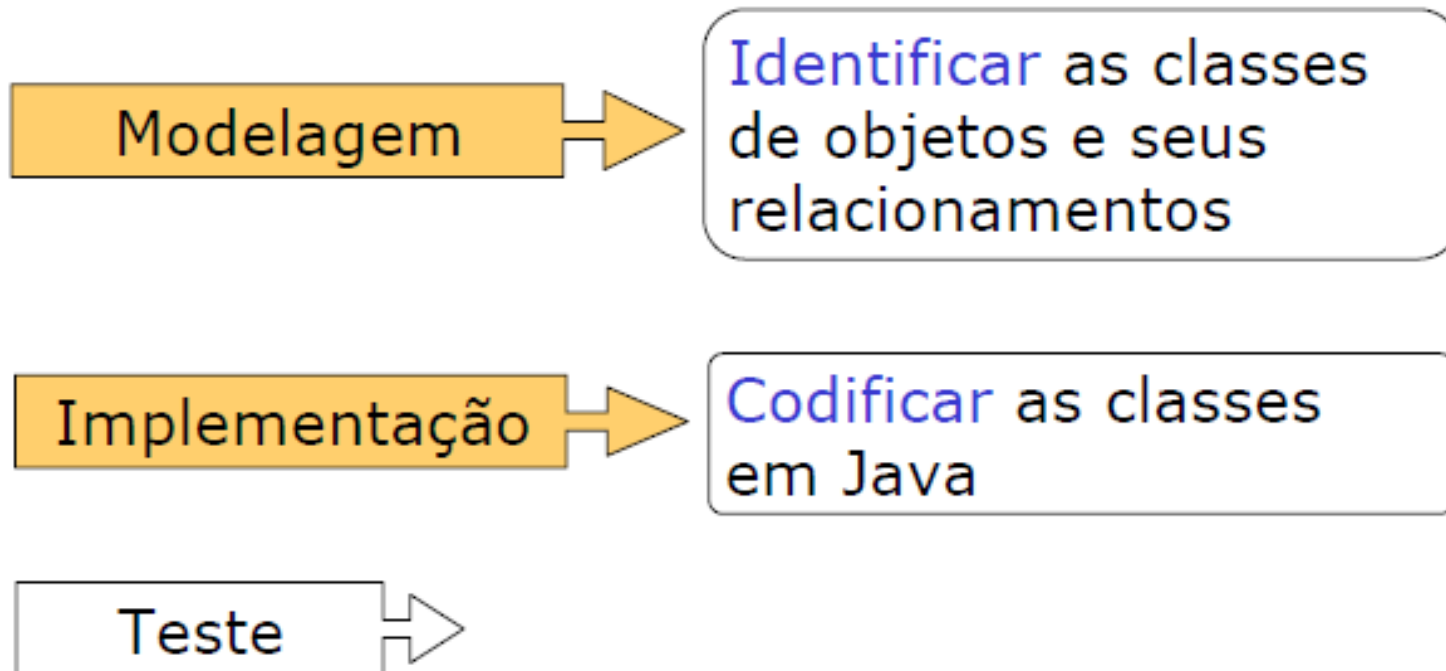 Modelagem
Identificar as classes
de objetos e seus
relacionamentos
Implementação
Codificar as classes
em Java
Teste